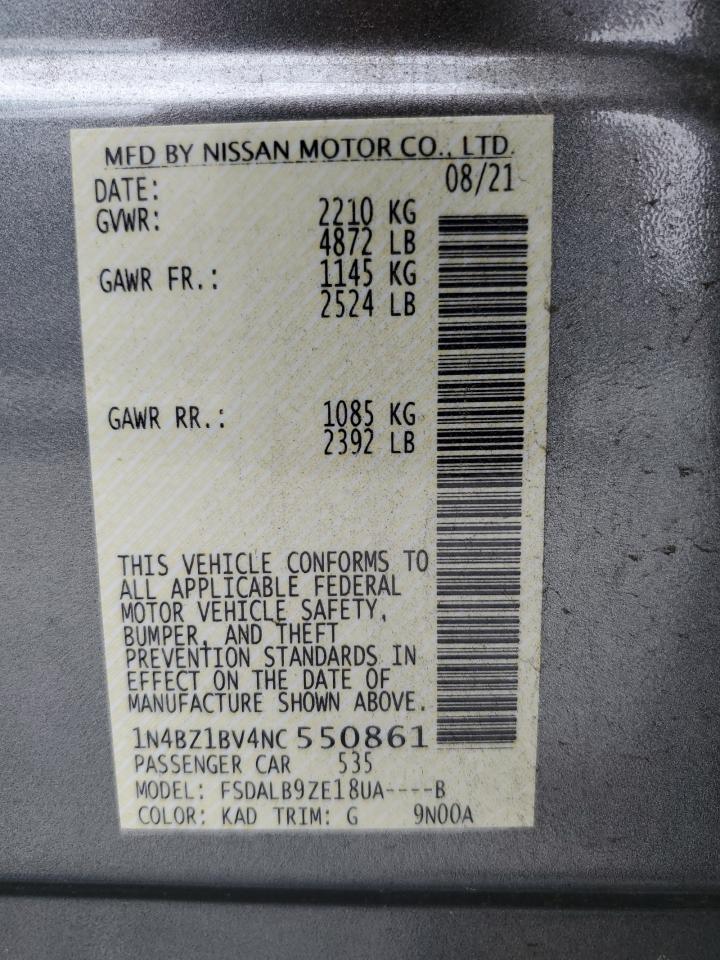 MFD BY NISSAN MOTOR CO., LTD.
DATE: 08/21
GVWR: 2210 KG
4872 LB
GAWR FR.: 1145 KG
2524 LB
GAWR RR.: 1085 KG
2392 LB
THIS VEHICLE CONFORMS TO
ALL APPLICABLE FEDERAL
MOTOR VEHICLE SAFETY,
BUMPER, AND THEFT
PREVENTION STANDARDS IN
EFFECT ON THE DATE OF
MANUFACTURE SHOWN ABOVE.
1N4BZ1BV4NC 550861
PASSENGER CAR 535
MODEL: FSDALB9ZE18UA----B
COLOR: KAD TRIM: G 9N00A